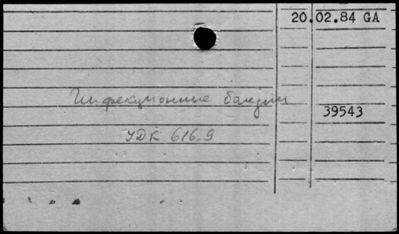 20.02.84 GA
Инфекционные болезни
39543
УДК 616.9